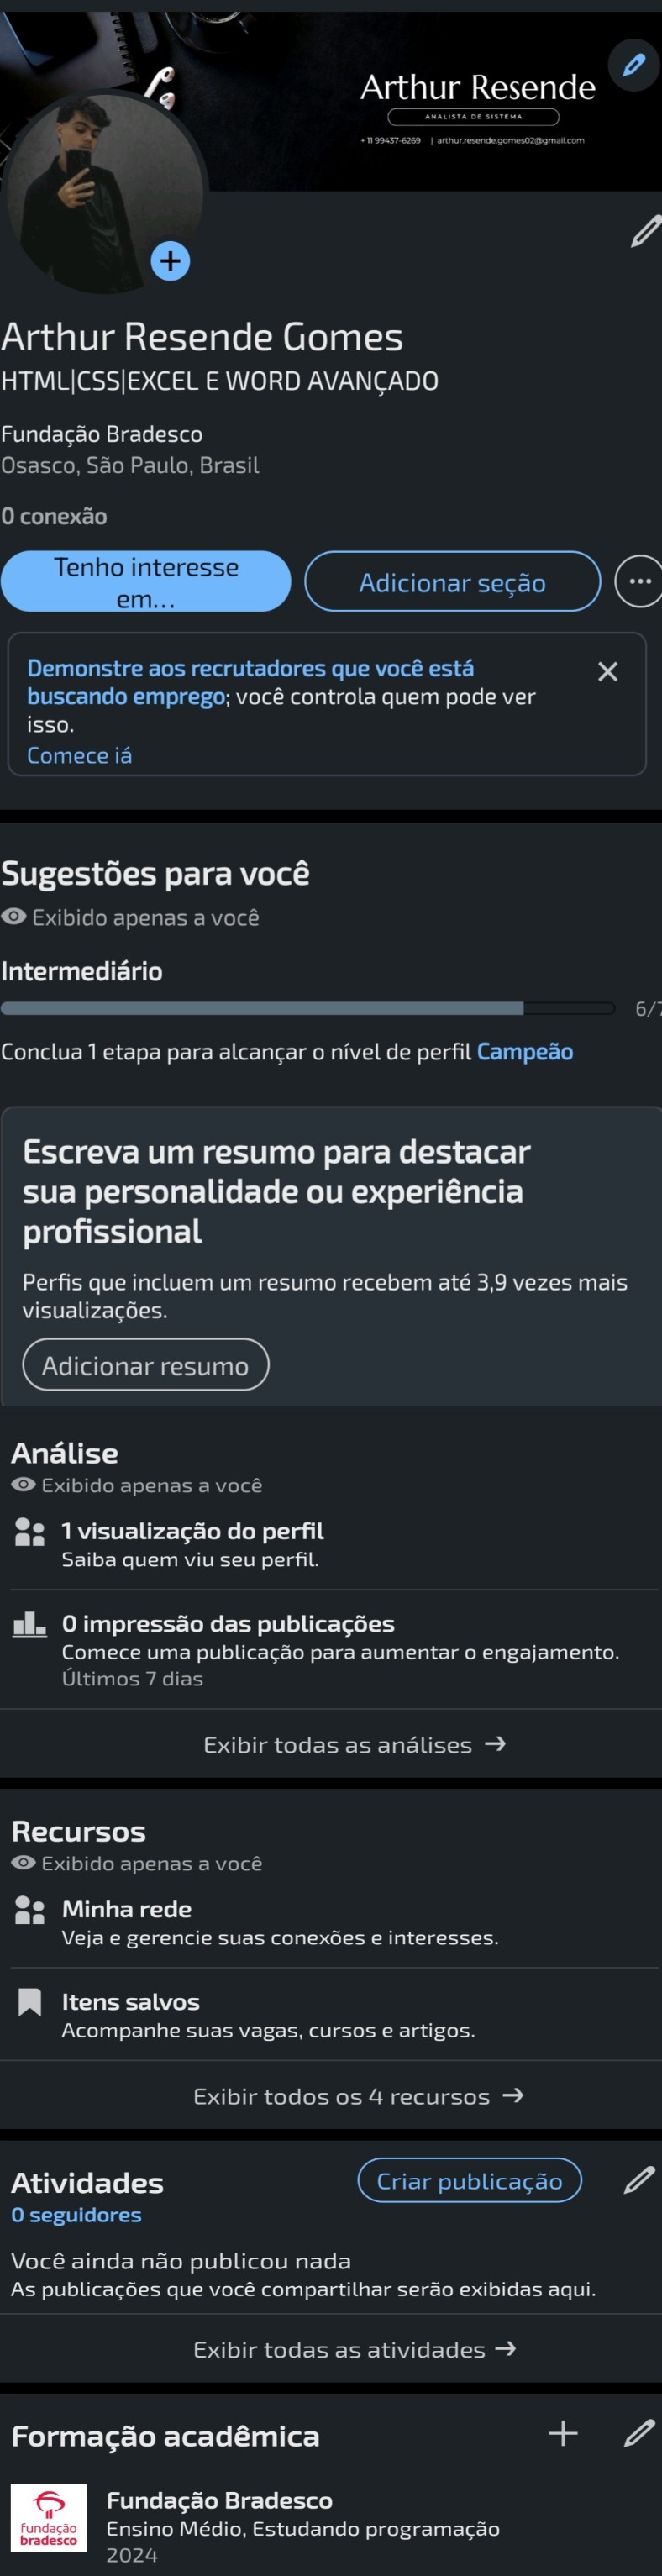 Arthur Resende
ANALISTA DE SISTEMA
+ 11 99437-6269 | arthur.resende.gomes02@gmail.com
Arthur Resende Gomes
HTML|CSS|EXCEL E WORD AVANÇADO
Fundação Bradesco
Osasco, São Paulo, Brasil
0 conexão
Tenho interesse
em...
Adicionar seção
Demonstre aos recrutadores que você está
buscando emprego; você controla quem pode ver
isso.
Comece já
Sugestões para você
Exibido apenas a você
Intermediário
6/7
Conclua 1 etapa para alcançar o nível de perfil Campeão
Escreva um resumo para destacar
sua personalidade ou experiência
profissional
Perfis que incluem um resumo recebem até 3,9 vezes mais
visualizações.
Adicionar resumo
Análise
Exibido apenas a você
1 visualização do perfil
Saiba quem viu seu perfil.
0 impressão das publicações
Comece uma publicação para aumentar o engajamento.
Últimos 7 dias
Exibir todas as análises →
Recursos
Exibido apenas a você
Minha rede
Veja e gerencie suas conexões e interesses.
Itens salvos
Acompanhe suas vagas, cursos e artigos.
Exibir todos os 4 recursos →
Atividades
Criar publicação
0 seguidores
Você ainda não publicou nada
As publicações que você compartilhar serão exibidas aqui.
Exibir todas as atividades →
Formação acadêmica
fundação
bradesco
Fundação Bradesco
Ensino Médio, Estudando programação
2024